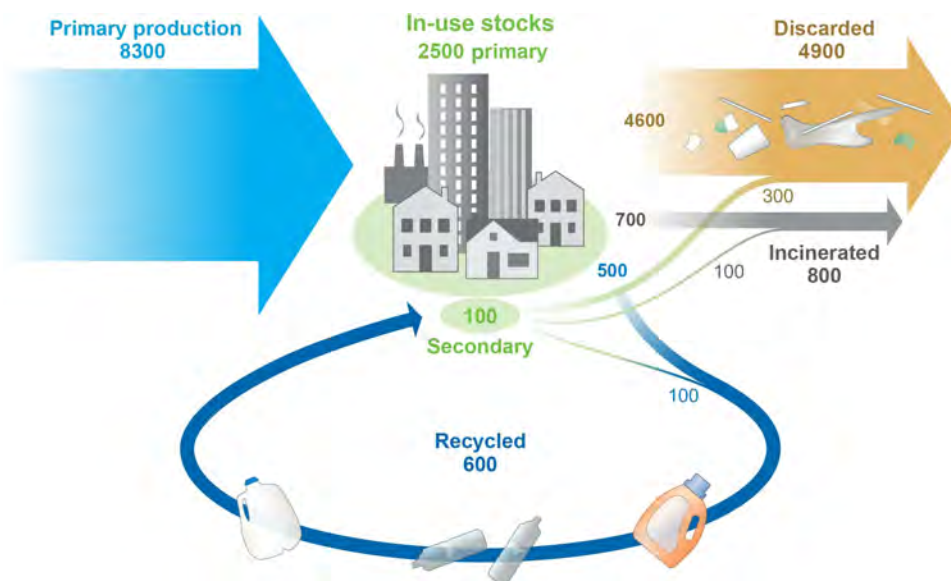 Primary production
8300
In-use stocks
2500 primary
Discarded
4900
4600
300
700
Incinerated
800
500
100
100
Secondary
100
Recycled
600